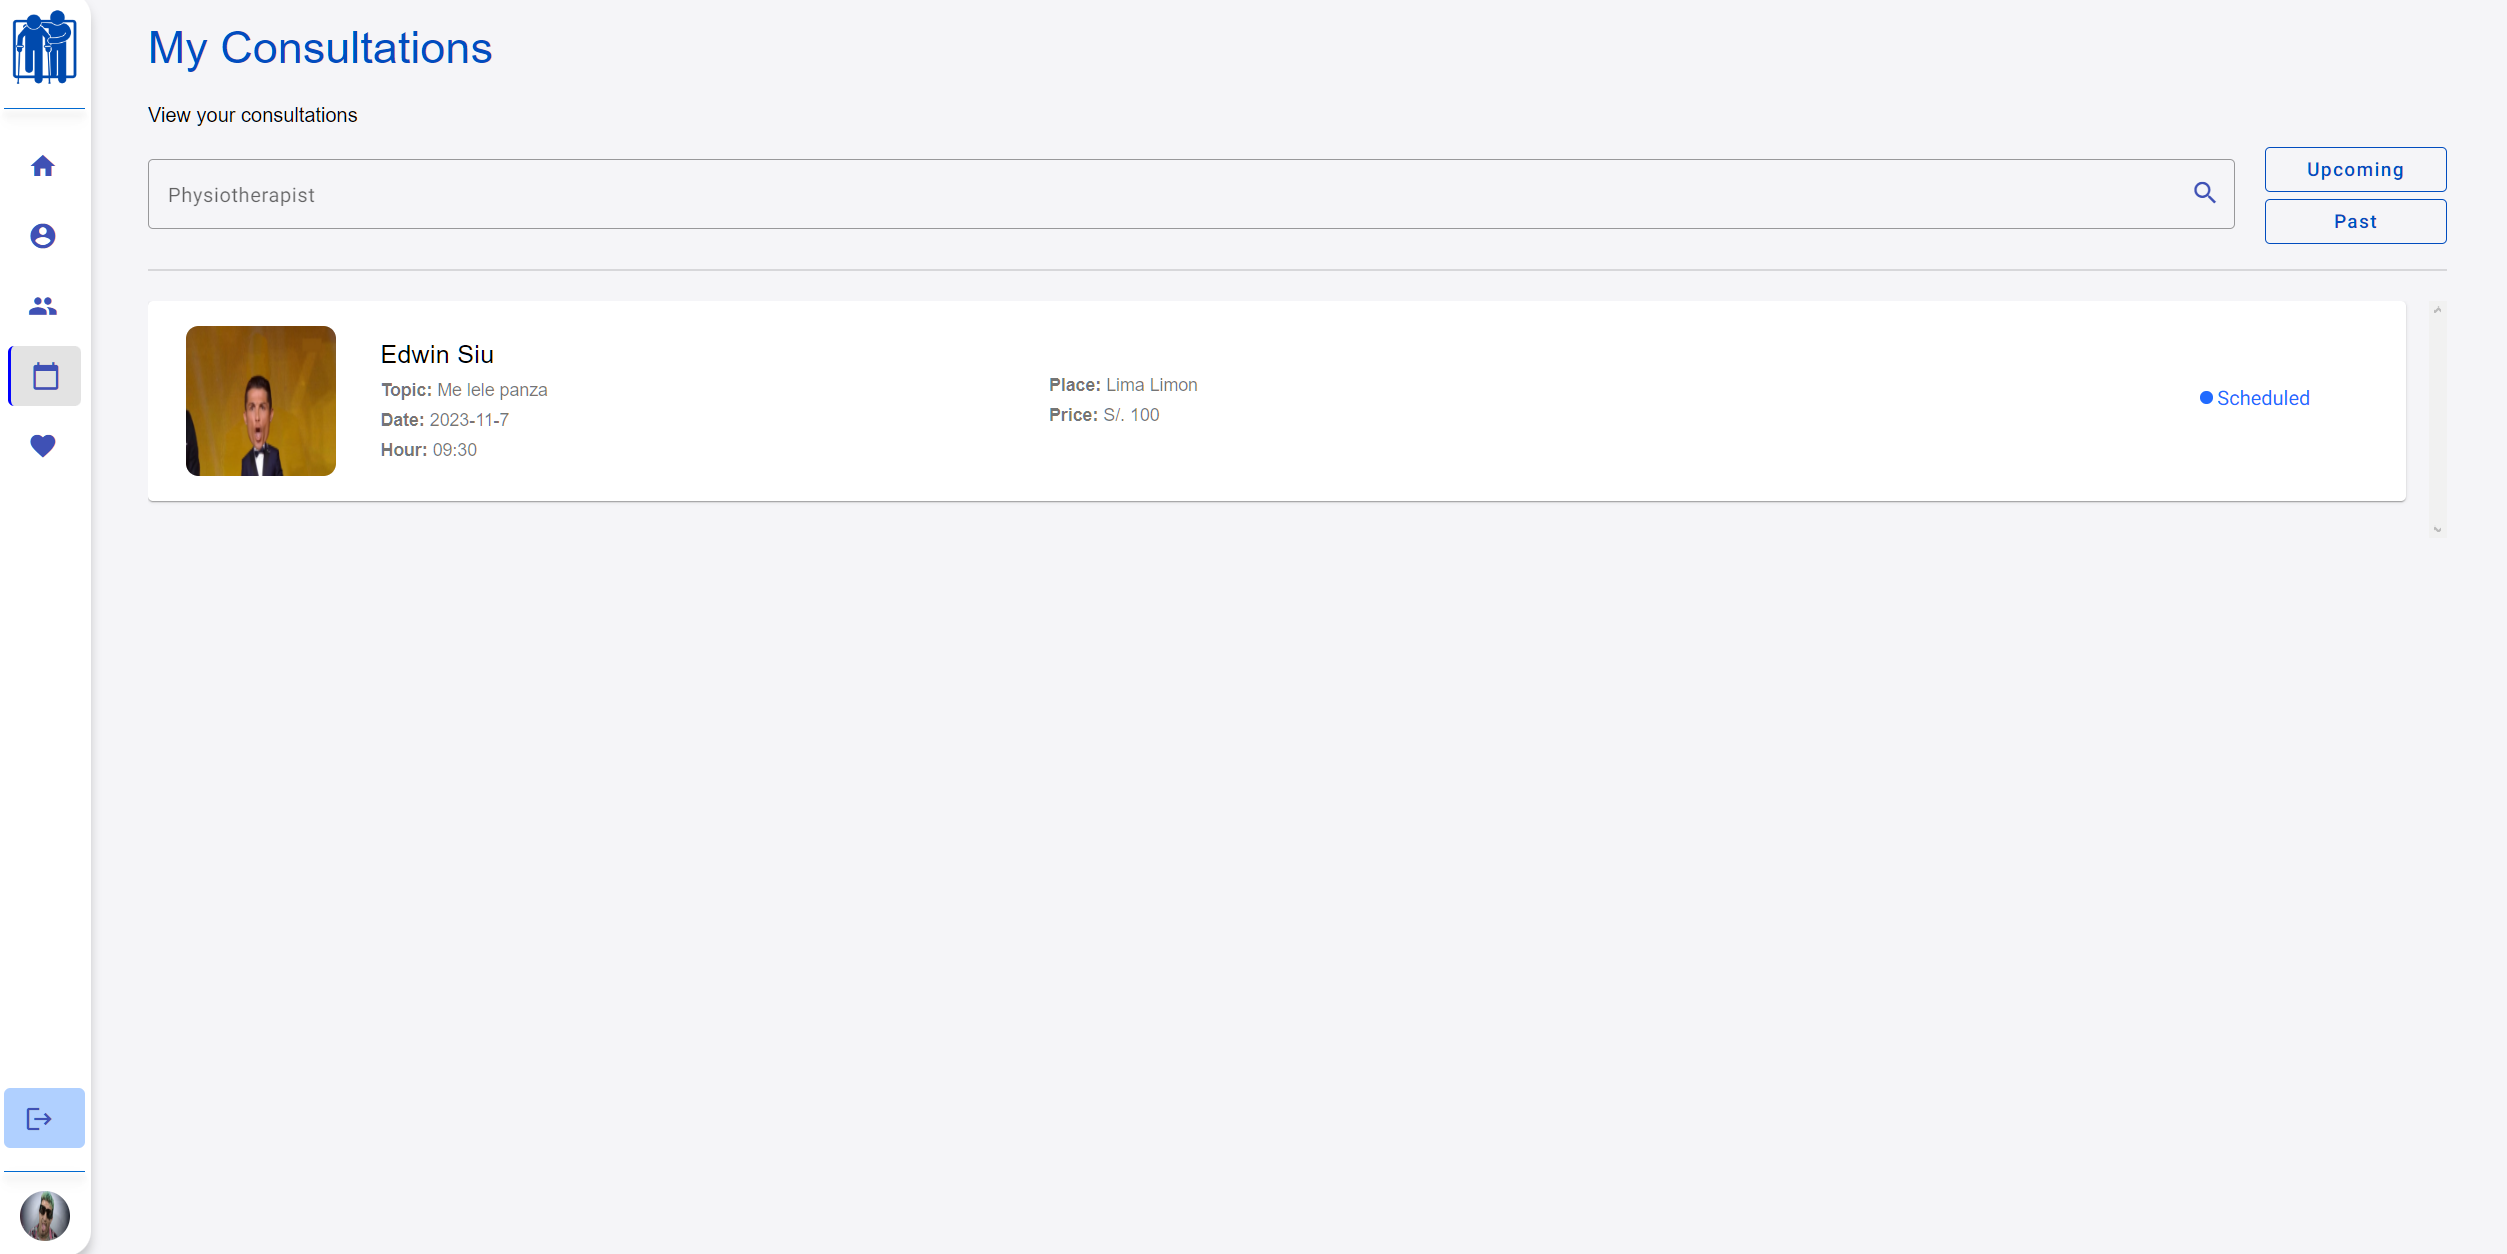 My Consultations
View your consultations
Physiotherapist
Upcoming
Past
Edwin Siu
Topic: Me lele panza
Date: 2023-11-7
Hour: 09:30
Place: Lima Limon
Price: S/. 100
Scheduled